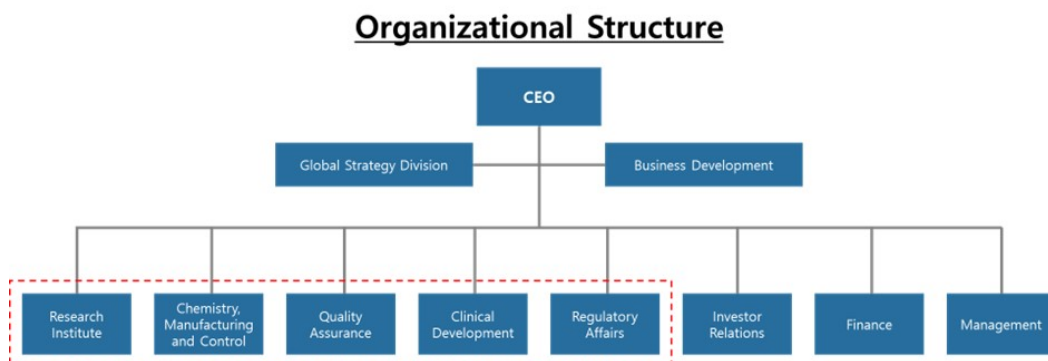 Organizational Structure
CEO
Global Strategy Division
Business Development
Research
Institute
Chemistry,
Manufacturing
and Control
Quality
Assurance
Clinical
Development
Regulatory
Affairs
Investor
Relations
Finance
Management